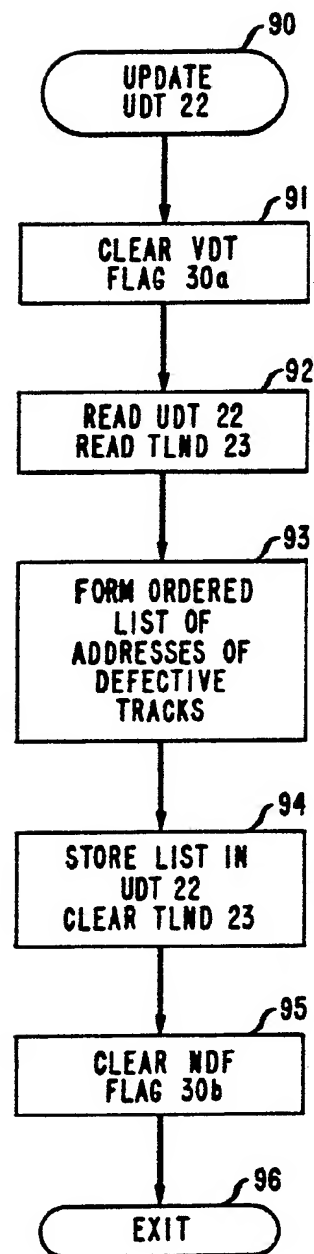 90
UPDATE
UDT 22
91
CLEAR VDT
FLAG 30a
92
READ UDT 22
READ TLND 23
93
FORM ORDERED
LIST OF
ADDRESSES OF
DEFECTIVE
TRACKS
94
STORE LIST IN
UDT 22
CLEAR TLND 23
95
CLEAR NDF
FLAG 30b
96
EXIT